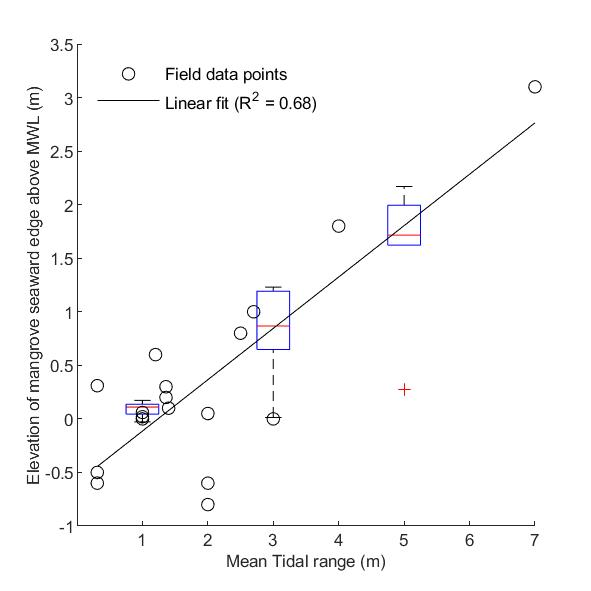 3.5
3
2.5
2
1.5
1
0.5
0
-0.5
-1
Elevation of mangrove seaward edge above MWL (m)
Field data points
Linear fit (R² = 0.68)
1 2 3 4 5 6 7
Mean Tidal range (m)